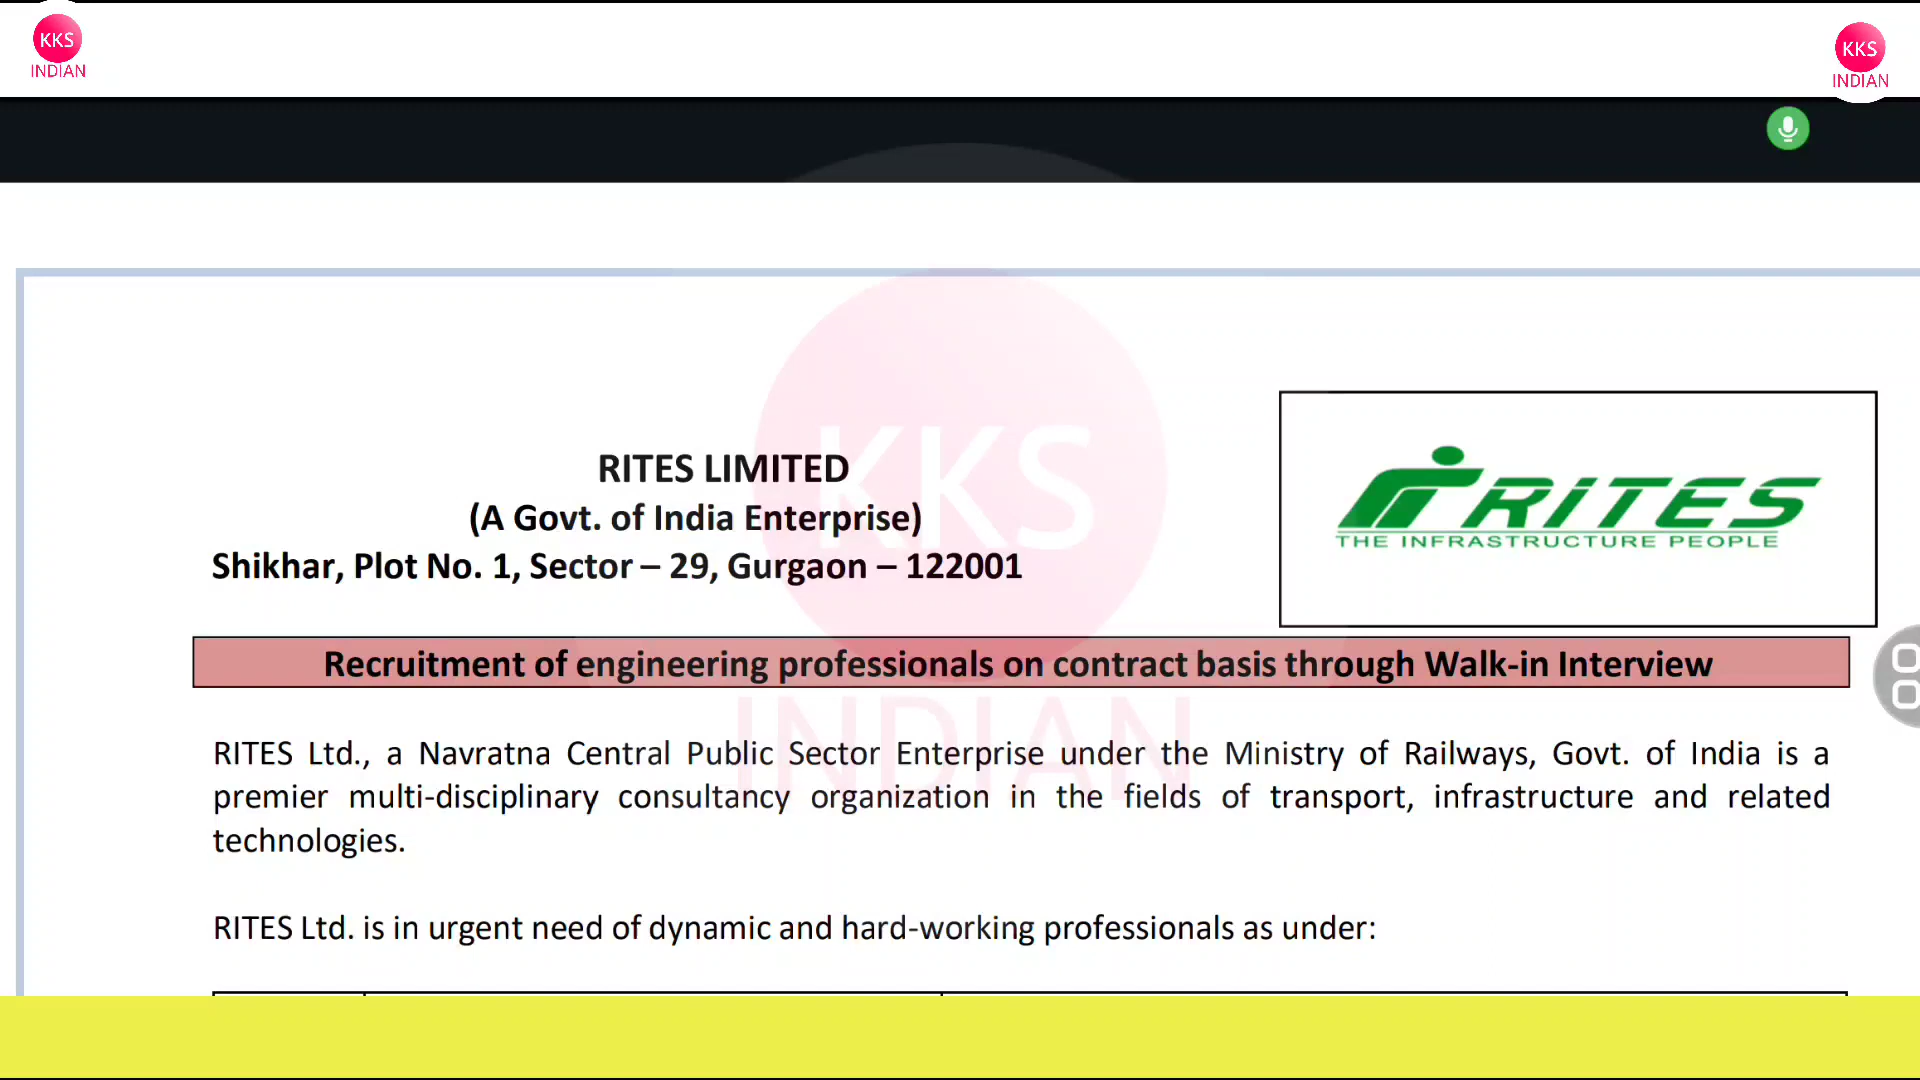 KKS
INDIAN
KKS
INDIAN
RITES LIMITED
(A Govt. of India Enterprise)
Shikhar, Plot No. 1, Sector – 29, Gurgaon – 122001
RITES
THE INFRASTRUCTURE PEOPLE
KKS
INDIAN
Recruitment of engineering professionals on contract basis through Walk-in Interview
RITES Ltd., a Navratna Central Public Sector Enterprise under the Ministry of Railways, Govt. of India is a
premier multi-disciplinary consultancy organization in the fields of transport, infrastructure and related
technologies.
RITES Ltd. is in urgent need of dynamic and hard-working professionals as under: